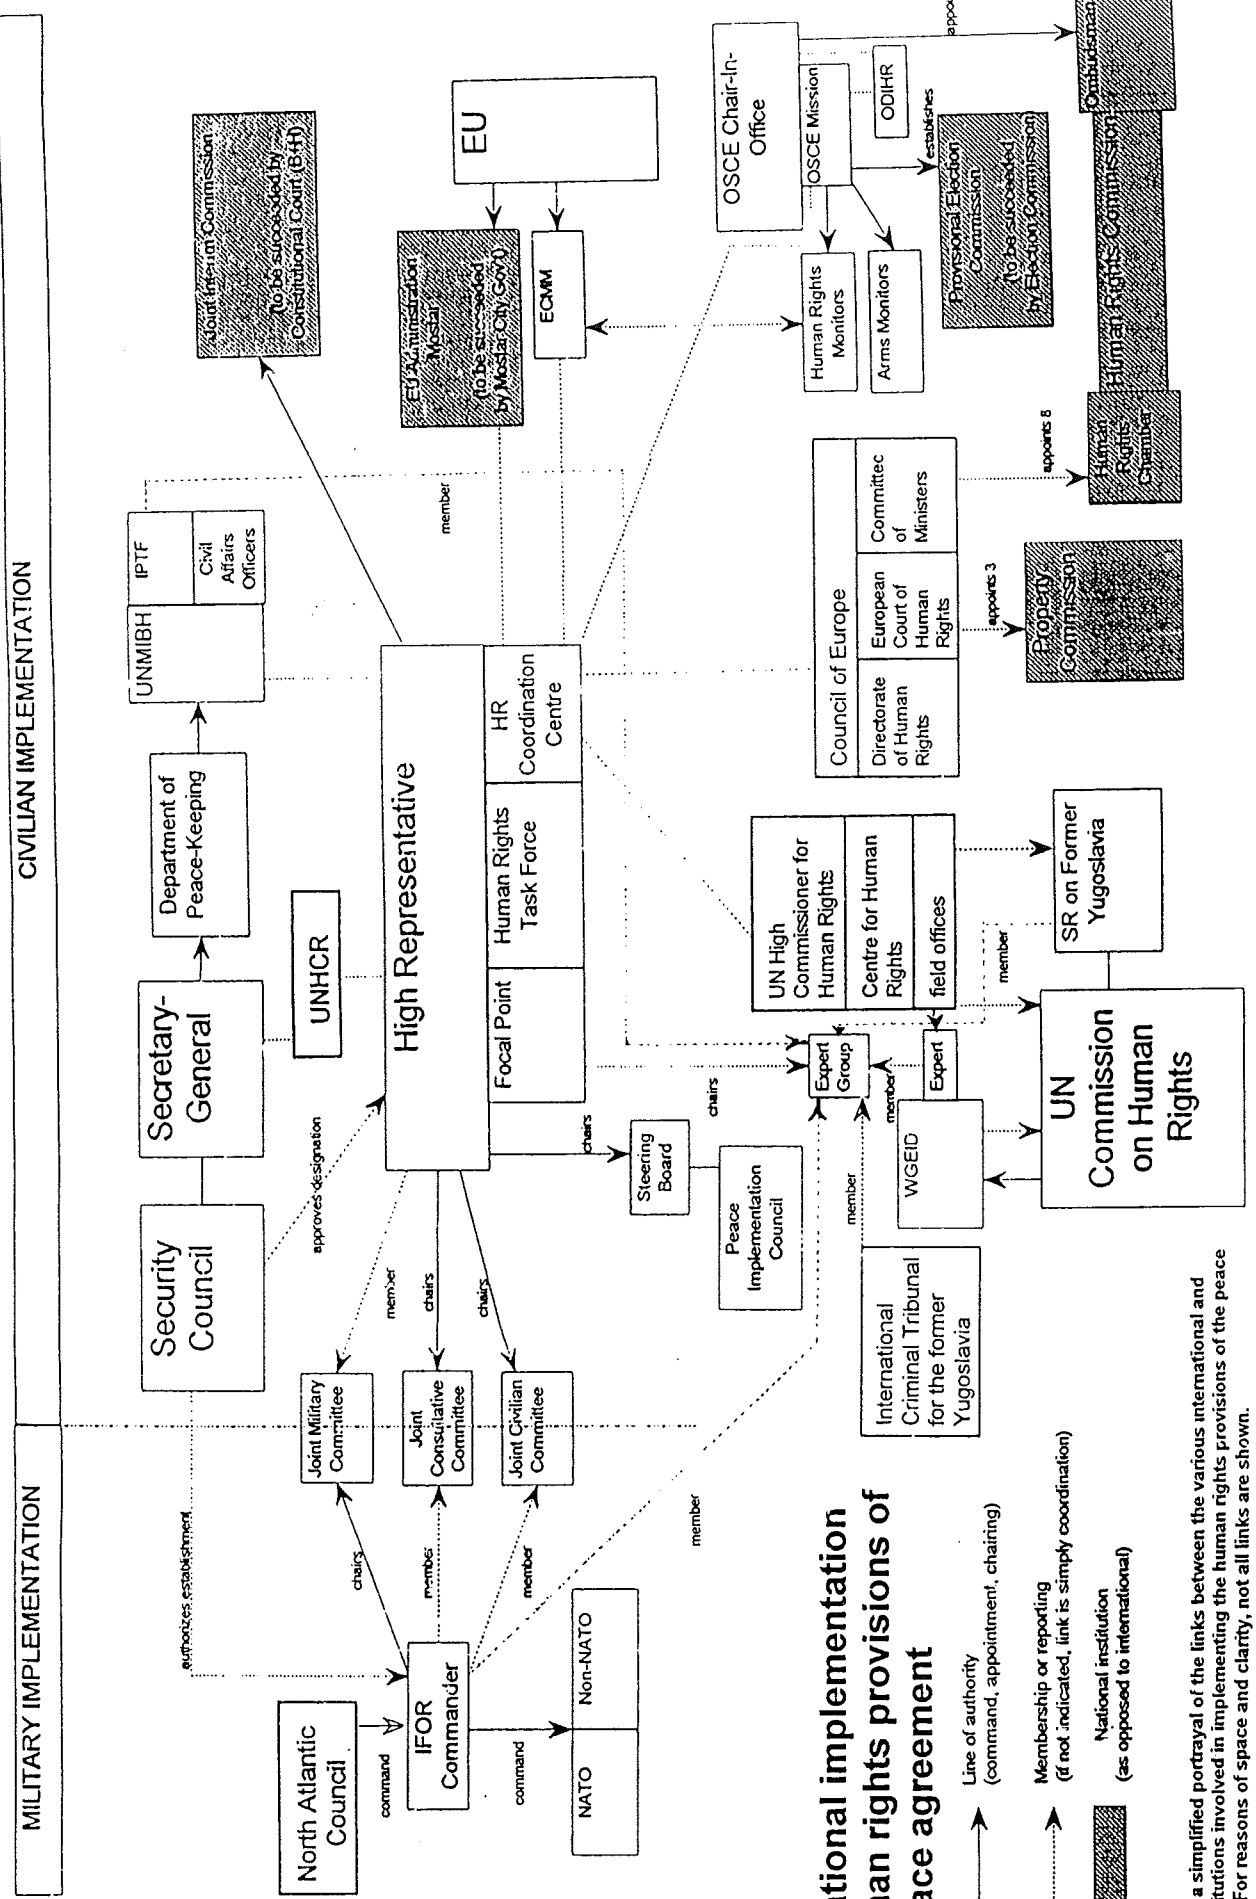 MILITARY IMPLEMENTATION
CIVILIAN IMPLEMENTATION
Security
Council
Secretary-
General
Department of
Peace-Keeping
UNMIBH
IPTF
Civil
Affairs
Officers
Joint Interim Commission
(to be succeeded by
Constitutional Court (B+H)
authorizes establishment
approves designation
UNHCR
member
North Atlantic
Council
command
IFOR
Commander
command
NATO
Non-NATO
chairs
member
member
member
Joint Military
Committee
Joint
Consultative
Committee
Joint Civilian
Committee
member
chairs
chairs
High Representative
Focal Point
Human Rights
Task Force
HR
Coordination
Centre
EU Administration
Mostar
(to be succeeded
by Mostar City Gov't)
ECMM
EU
chairs
Steering
Board
Peace
Implementation
Council
chairs
OSCE Chair-In-
Office
OSCE Mission
ODIHR
Human Rights
Monitors
Arms Monitors
establishes
Provisional Election
Commission
(to be succeeded
by Election Commission)
Ombudsman
Human Rights Commission
Human
Rights
Chamber
appoints 8
Council of Europe
Directorate
of Human
Rights
European
Court of
Human
Rights
Committee
of
Ministers
appoints 3
Property
Commission
UN High
Commissioner for
Human Rights
Centre for Human
Rights
field offices
SR on Former
Yugoslavia
member
Expert
Group
Expert
member
member
WGEID
UN
Commission
on Human
Rights
International
Criminal Tribunal
for the former
Yugoslavia
tional implementation
an rights provisions of
ace agreement
Line of authority
(command, appointment, chairing)
Membership or reporting
(if not indicated, link is simply coordination)
National institution
(as opposed to international)
a simplified portrayal of the links between the various international and
tutions involved in implementing the human rights provisions of the peace
For reasons of space and clarity, not all links are shown.